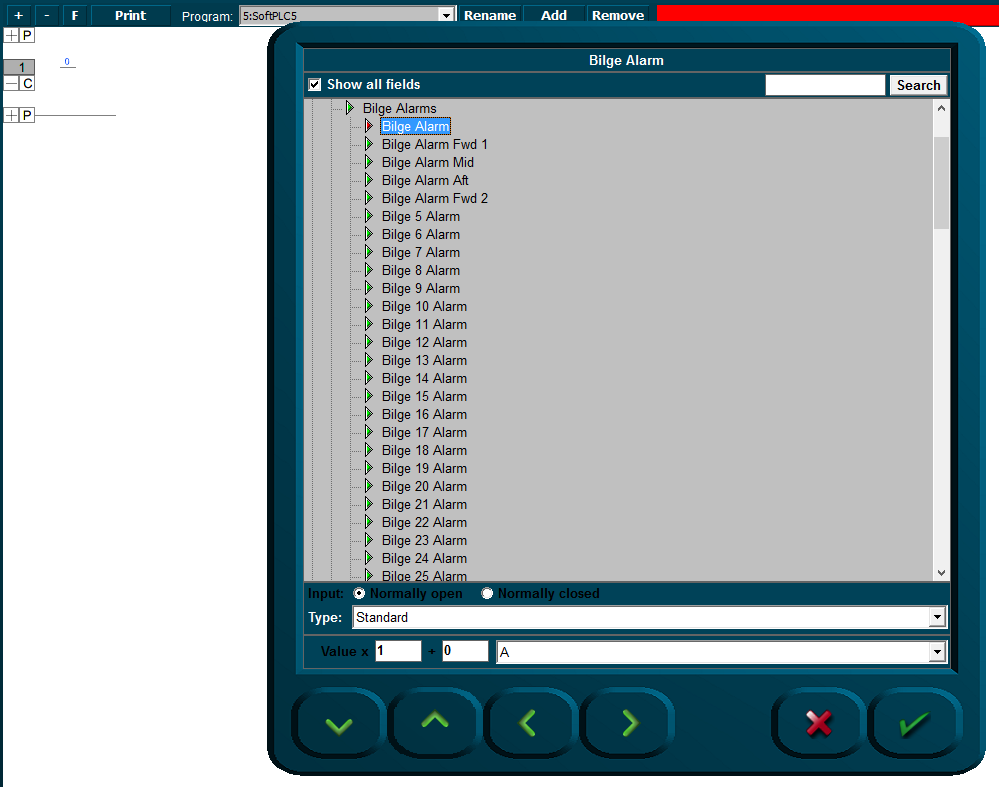 + - F Print Program: 5:SoftPLC5 Rename Add Remove
+ P
1 0
- C
+ P
Bilge Alarm
Show all fields Search
Bilge Alarms
Bilge Alarm
Bilge Alarm Fwd 1
Bilge Alarm Mid
Bilge Alarm Aft
Bilge Alarm Fwd 2
Bilge 5 Alarm
Bilge 6 Alarm
Bilge 7 Alarm
Bilge 8 Alarm
Bilge 9 Alarm
Bilge 10 Alarm
Bilge 11 Alarm
Bilge 12 Alarm
Bilge 13 Alarm
Bilge 14 Alarm
Bilge 15 Alarm
Bilge 16 Alarm
Bilge 17 Alarm
Bilge 18 Alarm
Bilge 19 Alarm
Bilge 20 Alarm
Bilge 21 Alarm
Bilge 22 Alarm
Bilge 23 Alarm
Bilge 24 Alarm
Bilge 25 Alarm
Input: Normally open Normally closed
Type: Standard
Value x 1 + 0 A